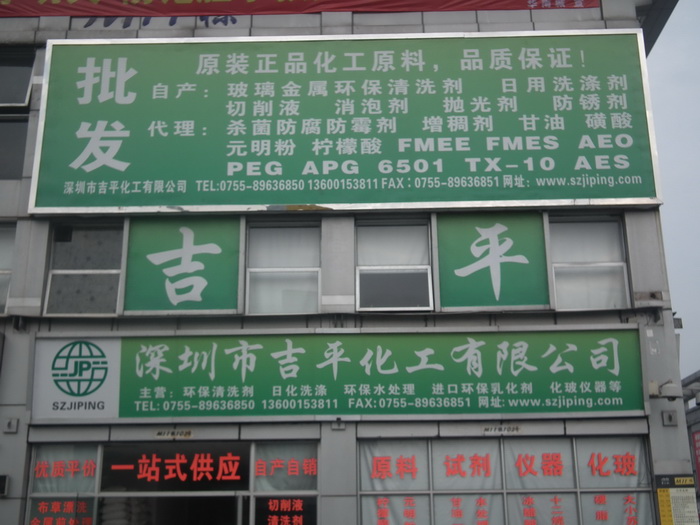 批发
原装正品化工原料，品质保证！
自产：玻璃金属环保清洗剂 日用洗涤剂
切削液 消泡剂 抛光剂 防锈剂
代理：杀菌防腐防霉剂 增稠剂 甘油 磺酸
元明粉 柠檬酸 FMEE FMES AEO
PEG APG 6501 TX-10 AES
深圳市吉平化工有限公司 TEL:0755-89636850 13600153811 FAX：0755-89636851 网址：www.szjiping.com
吉平
JP
SZJIPING
深圳市吉平化工有限公司
主营：环保清洗剂 日化洗涤 环保水处理 进口环保乳化剂 化玻仪器等
TEL: 0755-89636850 13600153811 FAX: 0755-89636851 网址: www.szjiping.com
优质平价 一站式供应 自产自销
原料 试剂 仪器 化玻
切削液
清洗剂